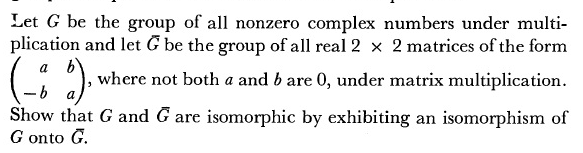 Let G be the group of all nonzero complex numbers under multi-
plication and let Ḡ be the group of all real 2 × 2 matrices of the form
( a b
-b a ), where not both a and b are 0, under matrix multiplication.
Show that G and Ḡ are isomorphic by exhibiting an isomorphism of
G onto Ḡ.